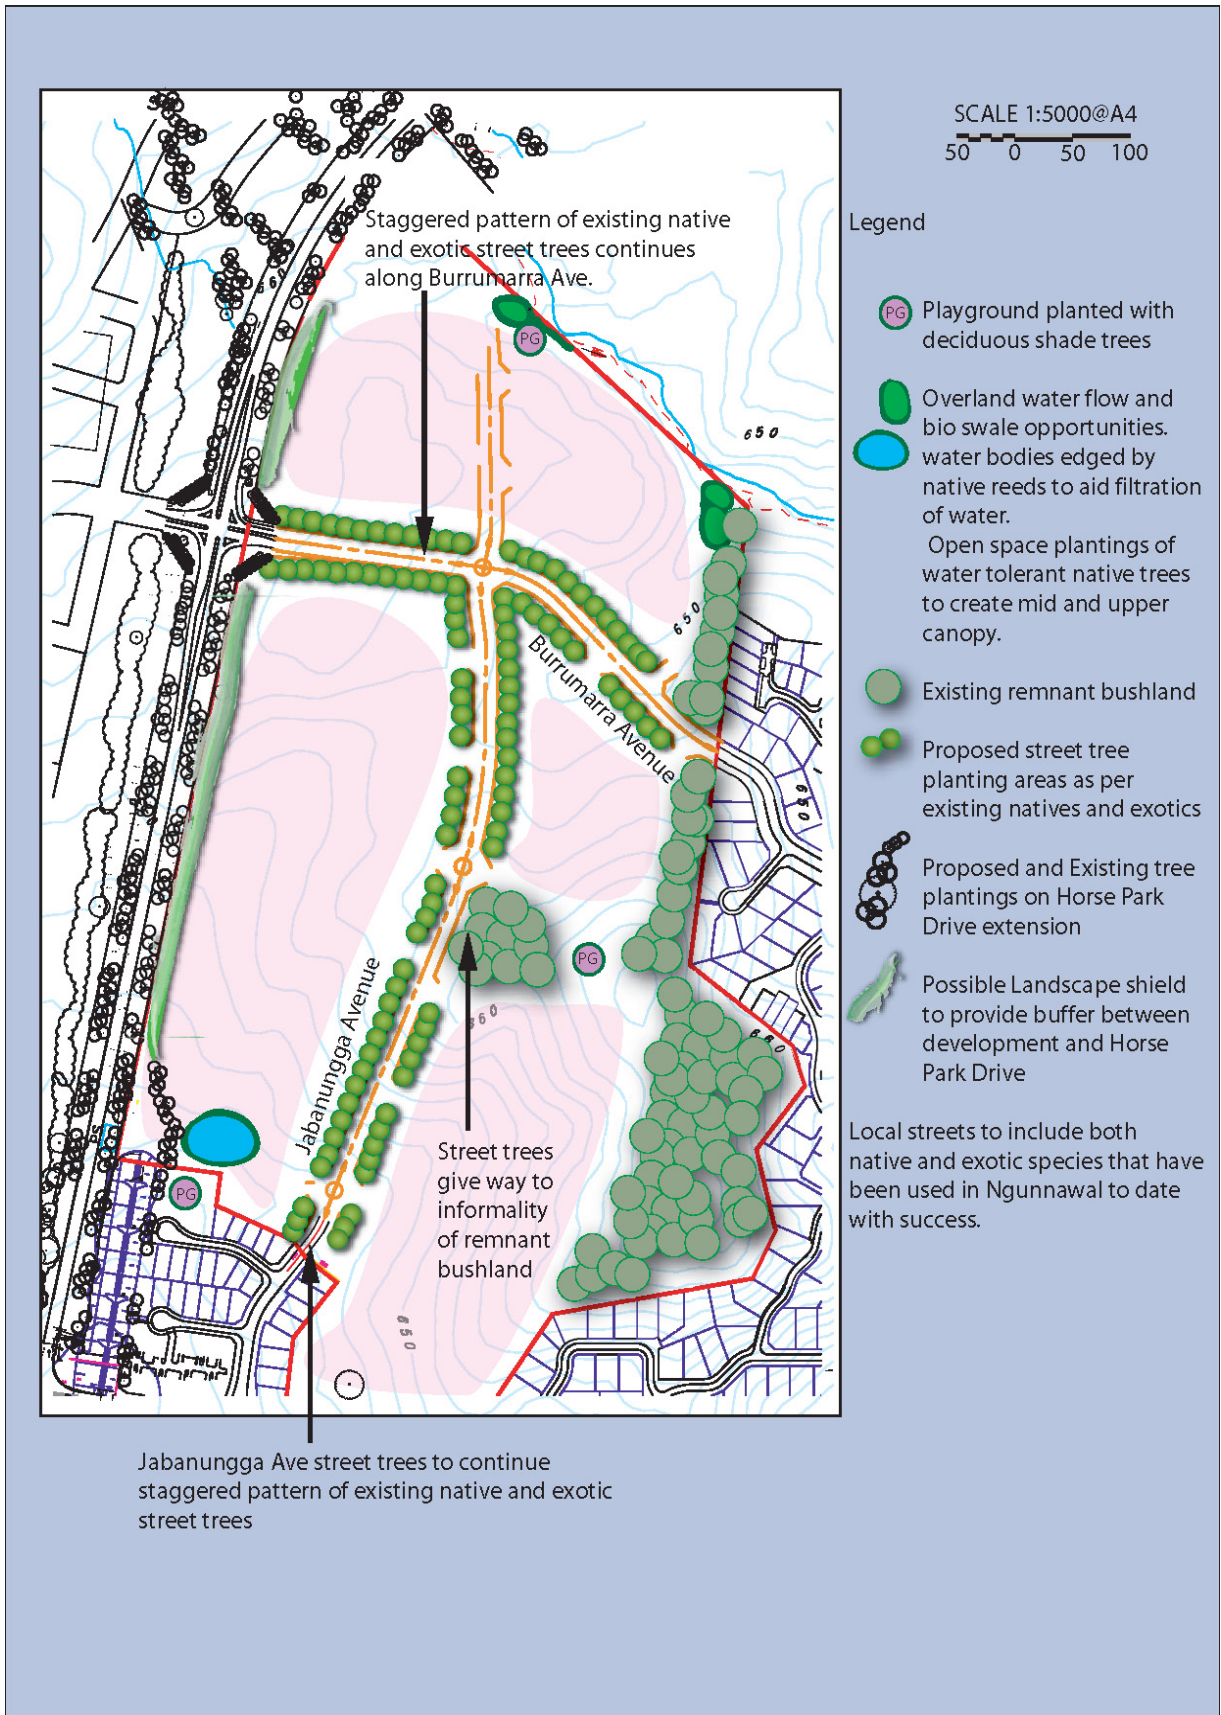 SCALE 1:5000@A4
50 0 50 100
Legend
PG
Playground planted with
deciduous shade trees
Overland water flow and
bio swale opportunities.
water bodies edged by
native reeds to aid filtration
of water.
Open space plantings of
water tolerant native trees
to create mid and upper
canopy.
Existing remnant bushland
Proposed street tree
planting areas as per
existing natives and exotics
Proposed and Existing tree
plantings on Horse Park
Drive extension
Possible Landscape shield
to provide buffer between
development and Horse
Park Drive
Local streets to include both
native and exotic species that have
been used in Ngunnawal to date
with success.
Staggered pattern of existing native
and exotic street trees continues
along Burrumarra Ave.
660
PG
650
650
Burrumarra Avenue
650
PG
660
660
Jabanungga Avenue
Street trees
give way to
informality
of remnant
bushland
PG
650
Jabanungga Ave street trees to continue
staggered pattern of existing native and exotic
street trees